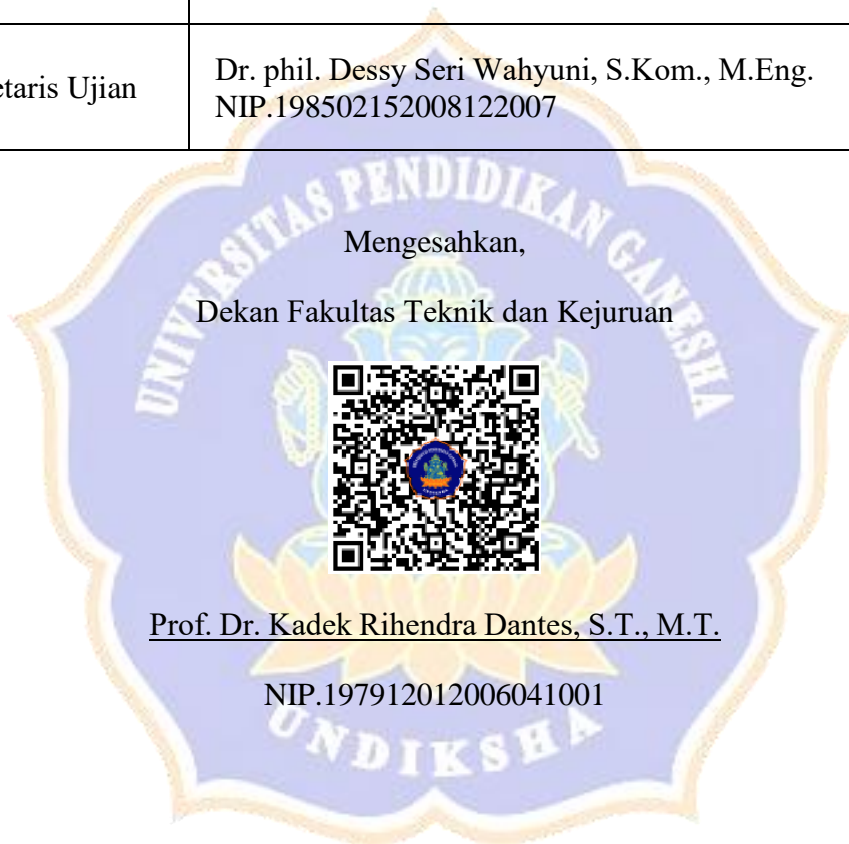 etaris Ujian
Dr. phil. Dessy Seri Wahyuni, S.Kom., M.Eng.
NIP.198502152008122007
UNIVERSITAS PENDIDIKAN GANESHA
Mengesahkan,
Dekan Fakultas Teknik dan Kejuruan
Prof. Dr. Kadek Rihendra Dantes, S.T., M.T.
NIP.197912012006041001
UNDIKSHA